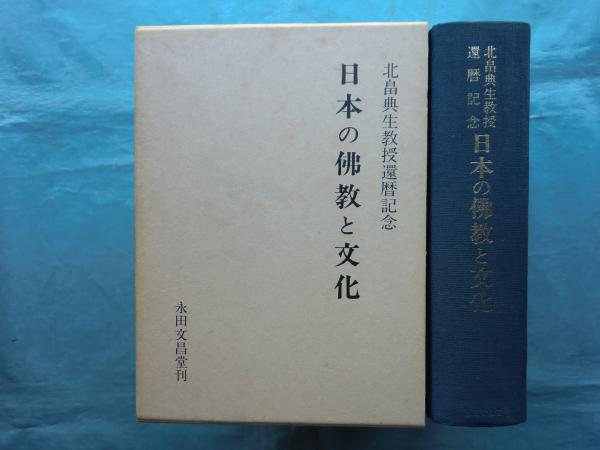 北畠典生教授還暦記念
日本の佛教と文化
永田文昌堂刊
北畠典生教授
還暦記念
日本の佛教と文化